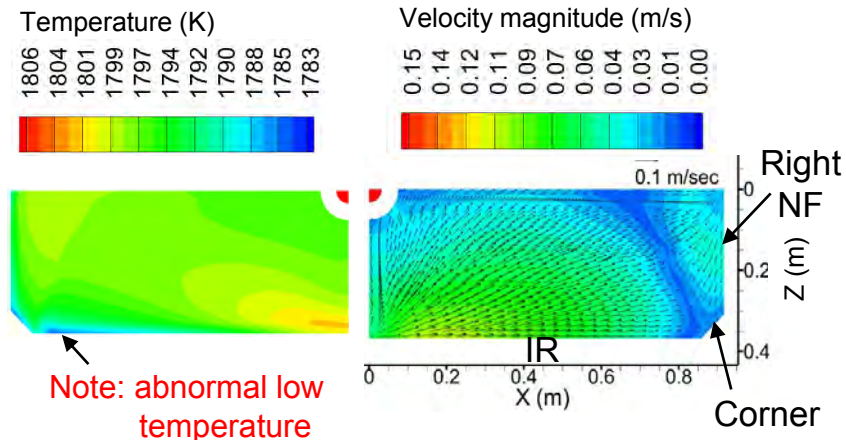 Temperature (K)
1806
1804
1801
1799
1797
1794
1792
1790
1788
1785
1783
Velocity magnitude (m/s)
0.15
0.14
0.12
0.11
0.09
0.07
0.06
0.04
0.03
0.01
0.00
0.1 m/sec
Right
NF
0
0.2
0.4
Z (m)
IR
0
0.2
0.4
0.6
0.8
X (m)
Corner
Note: abnormal low
temperature